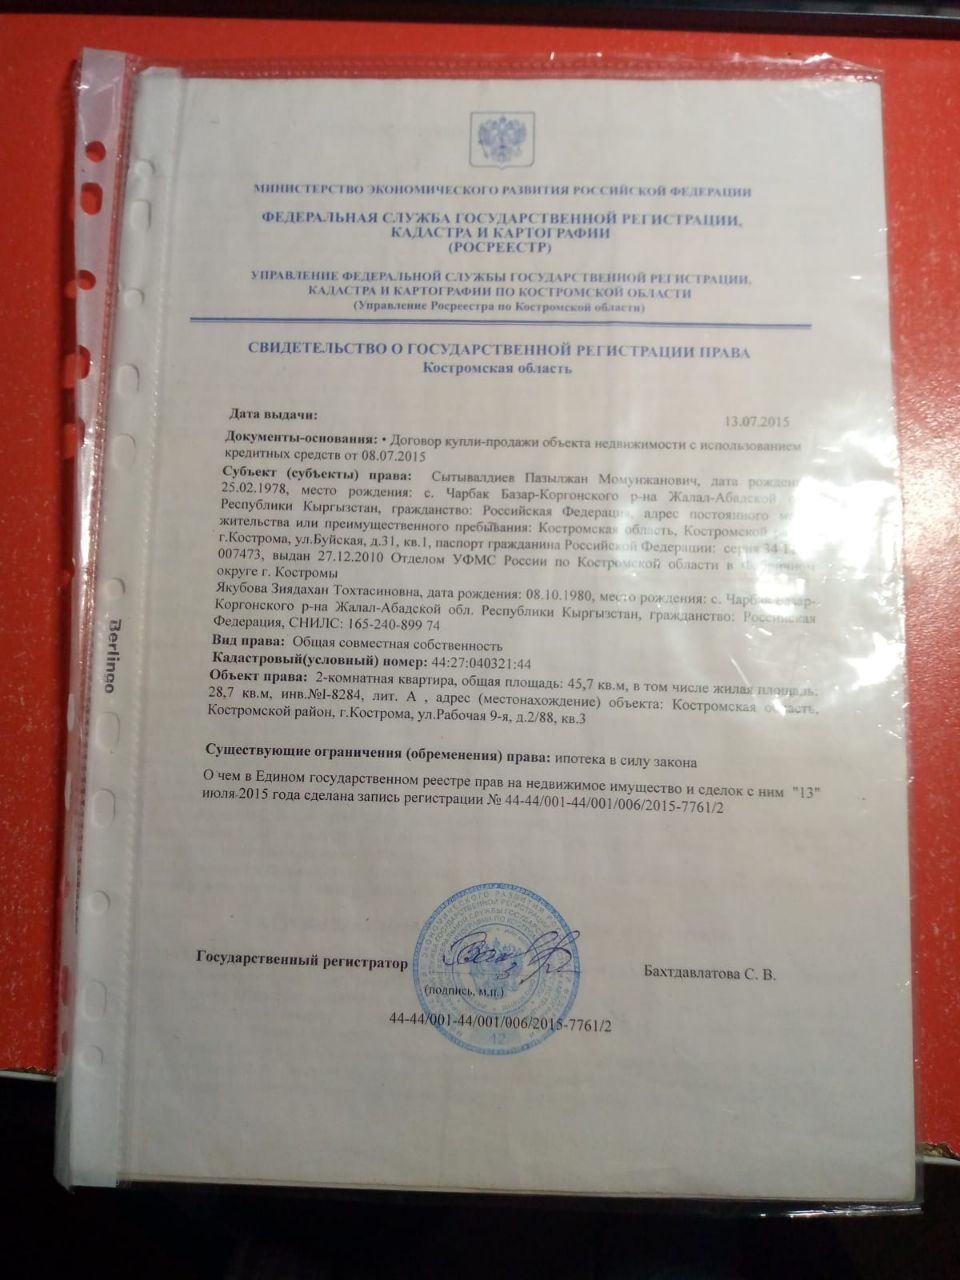 МИНИСТЕРСТВО ЭКОНОМИЧЕСКОГО РАЗВИТИЯ РОССИЙСКОЙ ФЕДЕРАЦИИ
ФЕДЕРАЛЬНАЯ СЛУЖБА ГОСУДАРСТВЕННОЙ РЕГИСТРАЦИИ,
КАДАСТРА И КАРТОГРАФИИ
(РОСРЕЕСТР)
УПРАВЛЕНИЕ ФЕДЕРАЛЬНОЙ СЛУЖБЫ ГОСУДАРСТВЕННОЙ РЕГИСТРАЦИИ,
КАДАСТРА И КАРТОГРАФИИ ПО КОСТРОМСКОЙ ОБЛАСТИ
(Управление Росреестра по Костромской области)
СВИДЕТЕЛЬСТВО О ГОСУДАРСТВЕННОЙ РЕГИСТРАЦИИ ПРАВА
Костромская область
Дата выдачи: 13.07.2015
Документы-основания: • Договор купли-продажи объекта недвижимости с использованием
кредитных средств от 08.07.2015
Субъект (субъекты) права: Сытывалдиев Пазылжан Момунжанович, дата
25.02.1978, место рождения: с. Чарбак Базар-Коргонского р-на Жалал-Абадской
Республики Кыргызстан, гражданство: Российская Федерация, адрес постоянного
жительства или преимущественного пребывания: Костромская область, Костромской
г.Кострома, ул.Буйская, д.31, кв.1, паспорт гражданина Российской Федерации: серия
007473, выдан 27.12.2010 Отделом УФМС России по Костромской области в
округе г. Костромы
Якубова Зиядахан Тохтасиновна, дата рождения: 08.10.1980, место рождения: с. Чарбак Базар-
Коргонского р-на Жалал-Абадской обл. Республики Кыргызстан, гражданство: Российская
Федерация, СНИЛС: 165-240-899 74
Вид права: Общая совместная собственность
Кадастровый(условный) номер: 44:27:040321:44
Объект права: 2-комнатная квартира, общая площадь: 45,7 кв.м, в том числе жилая площадь:
28,7 кв.м, инв.№I-8284, лит. А , адрес (местонахождение) объекта: Костромская область,
Костромской район, г.Кострома, ул.Рабочая 9-я, д.2/88, кв.3
Существующие ограничения (обременения) права: ипотека в силу закона
О чем в Едином государственном реестре прав на недвижимое имущество и сделок с ним "13"
июля 2015 года сделана запись регистрации № 44-44/001-44/001/006/2015-7761/2
Государственный регистратор Бахтдавлатова С. В.
(подпись, м.п.)
44-44/001-44/001/006/2015-7761/2
12
Berlingo